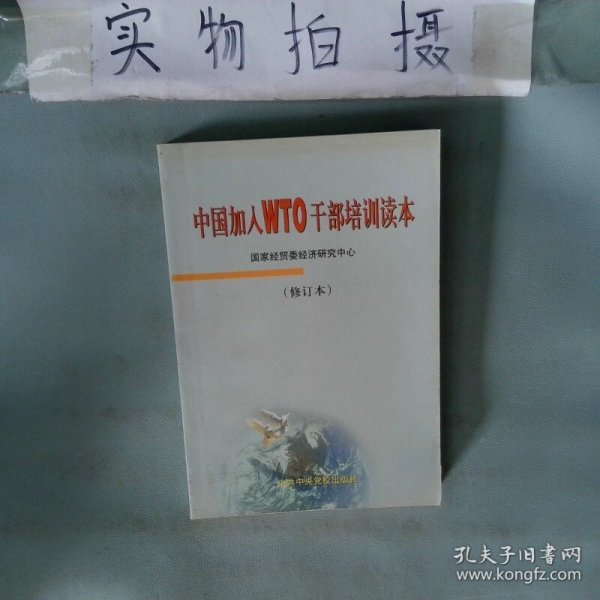 实物拍摄
中国加入WTO干部培训读本
国家经贸委经济研究中心
(修订本)
中共中央党校出版社
孔夫子旧书网
www.kongfz.com